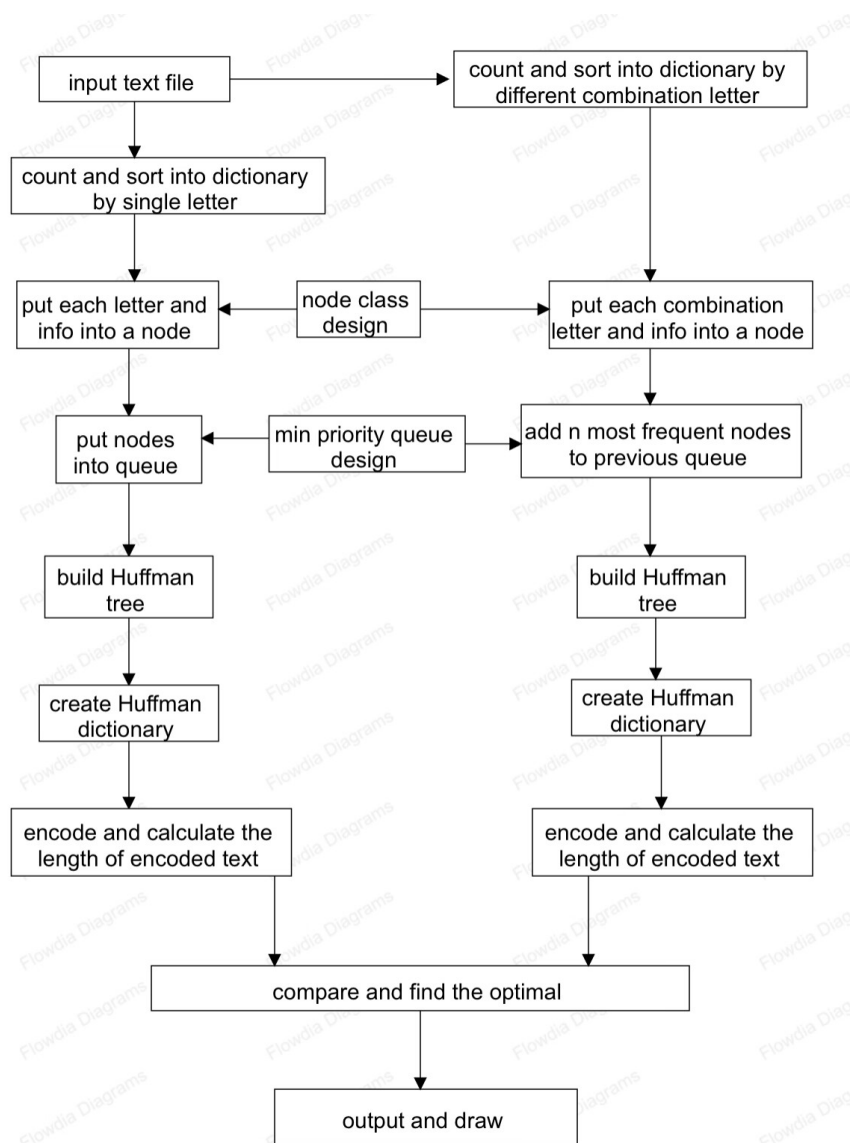 input text file
count and sort into dictionary by
different combination letter
count and sort into dictionary
by single letter
put each letter and
info into a node
node class
design
put each combination
letter and info into a node
put nodes
into queue
min priority queue
design
add n most frequent nodes
to previous queue
build Huffman
tree
build Huffman
tree
create Huffman
dictionary
create Huffman
dictionary
encode and calculate the
length of encoded text
encode and calculate the
length of encoded text
compare and find the optimal
output and draw
Flowdia Diagrams